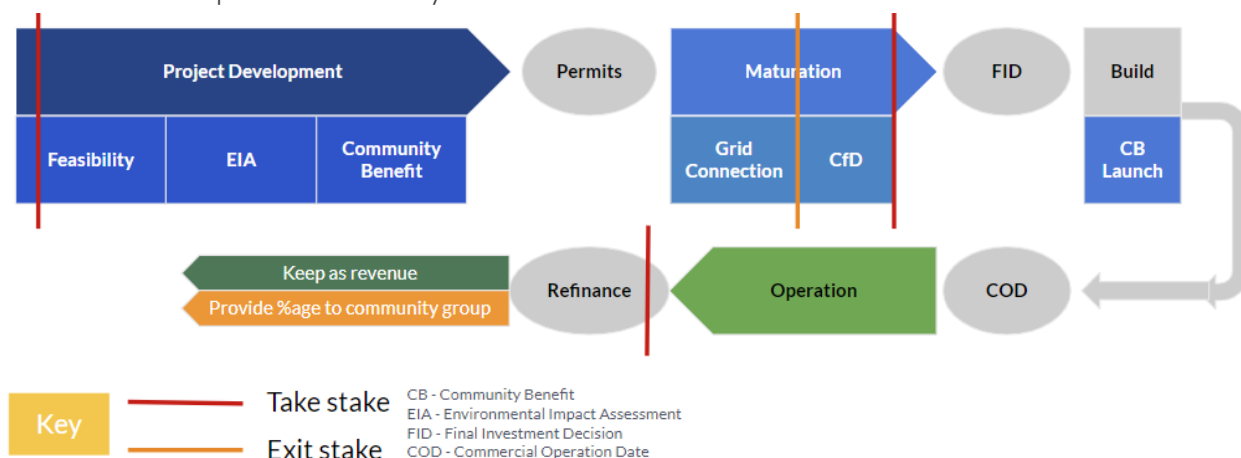 Project Development
Permits
Maturation
FID
Build
Feasibility
EIA
Community
Benefit
Grid
Connection
CfD
CB
Launch
Keep as revenue
Provide %age to community group
Refinance
Operation
COD
Key
Take stake
Exit stake
CB - Community Benefit
EIA - Environmental Impact Assessment
FID - Final Investment Decision
COD - Commercial Operation Date